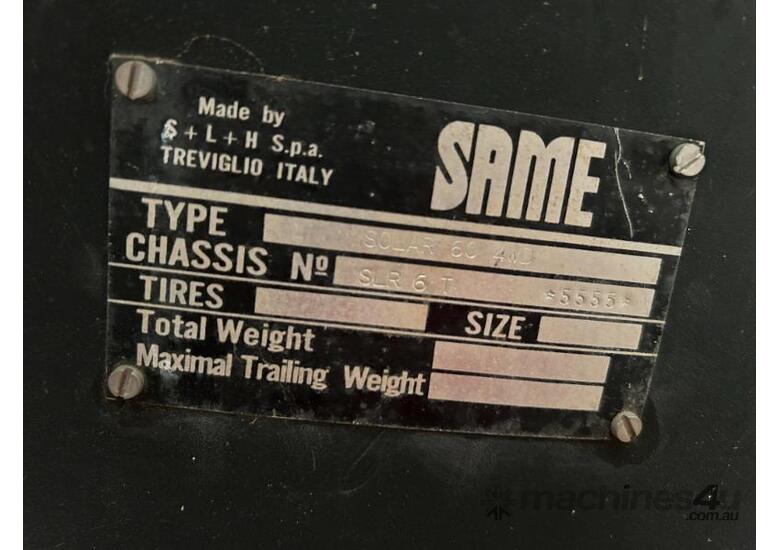 Made by
S + L + H S.p.a.
TREVIGLIO ITALY
SAME
TYPE SOLAR 60 4WD
CHASSIS Nº SLR 6 T *5555*
TIRES SIZE
Total Weight
Maximal Trailing Weight
machines4u
.com.au